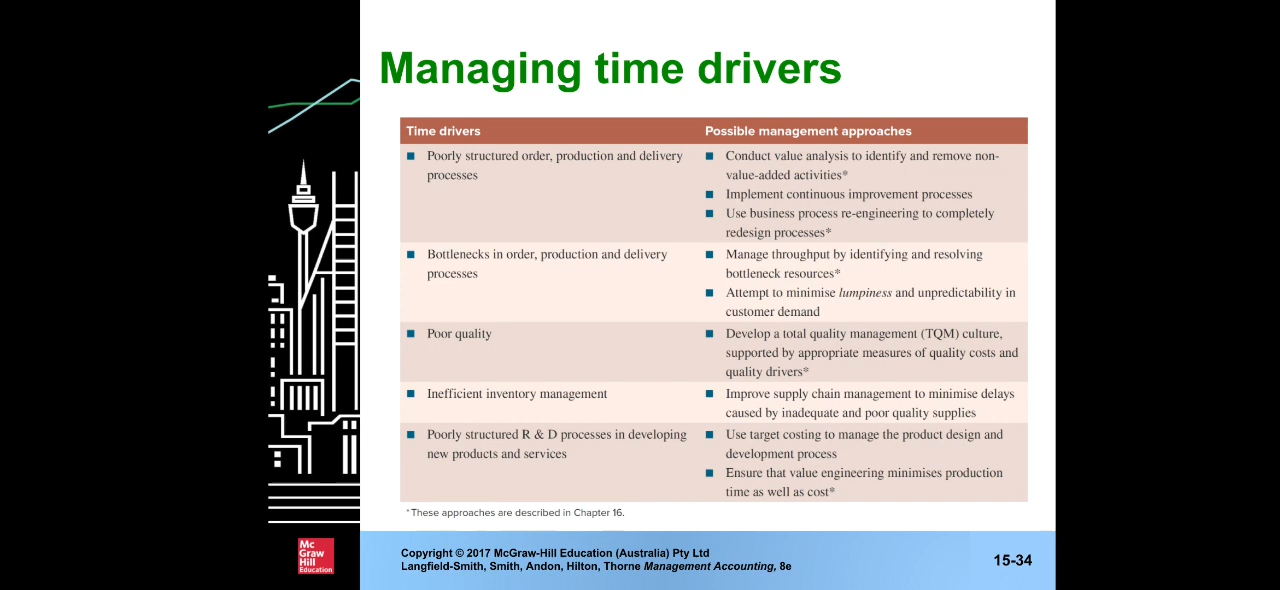 Managing time drivers
Time drivers
Possible management approaches
■ Poorly structured order, production and delivery
processes
■ Conduct value analysis to identify and remove non-
value-added activities*
■ Implement continuous improvement processes
■ Use business process re-engineering to completely
redesign processes*
■ Bottlenecks in order, production and delivery
processes
■ Manage throughput by identifying and resolving
bottleneck resources*
■ Attempt to minimise lumpiness and unpredictability in
customer demand
■ Poor quality
■ Develop a total quality management (TQM) culture,
supported by appropriate measures of quality costs and
quality drivers*
■ Inefficient inventory management
■ Improve supply chain management to minimise delays
caused by inadequate and poor quality supplies
■ Poorly structured R & D processes in developing
new products and services
■ Use target costing to manage the product design and
development process
■ Ensure that value engineering minimises production
time as well as cost*
*These approaches are described in Chapter 16.
Mc
Graw
Hill
Education
Copyright © 2017 McGraw-Hill Education (Australia) Pty Ltd
Langfield-Smith, Smith, Andon, Hilton, Thorne Management Accounting, 8e
15-34